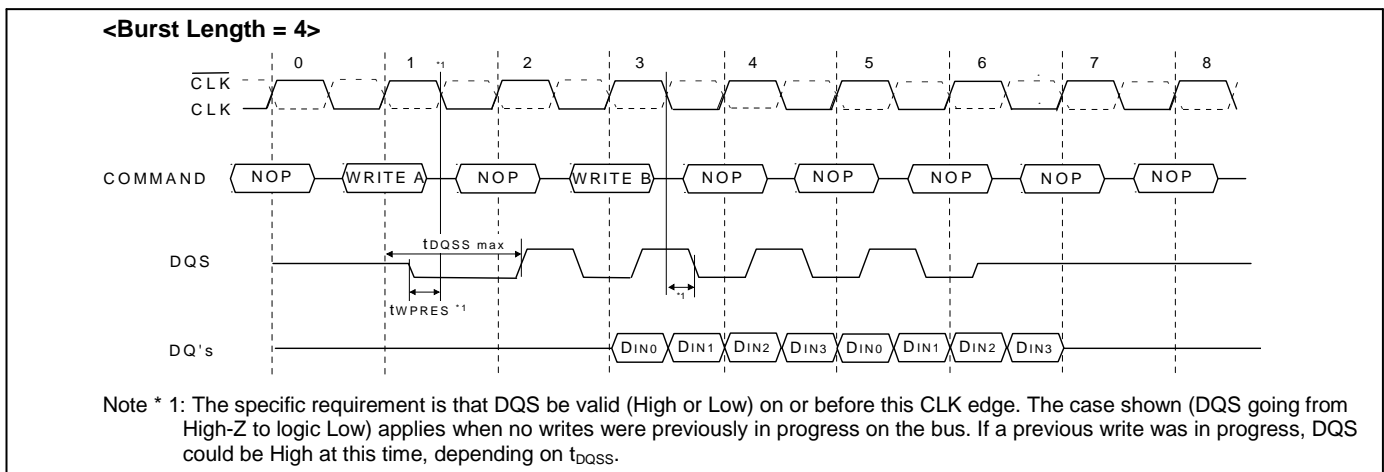 <Burst Length = 4>
0 1 *1 2 3 4 5 6 7 8
CLK
CLK
COMMAND NOP WRITE A NOP WRITE B NOP NOP NOP NOP NOP
tDQSS max
DQS
*1
tWPRES *1
DQ's DIN0 DIN1 DIN2 DIN3 DIN0 DIN1 DIN2 DIN3
Note * 1: The specific requirement is that DQS be valid (High or Low) on or before this CLK edge. The case shown (DQS going from
High-Z to logic Low) applies when no writes were previously in progress on the bus. If a previous write was in progress, DQS
could be High at this time, depending on tDQSS.